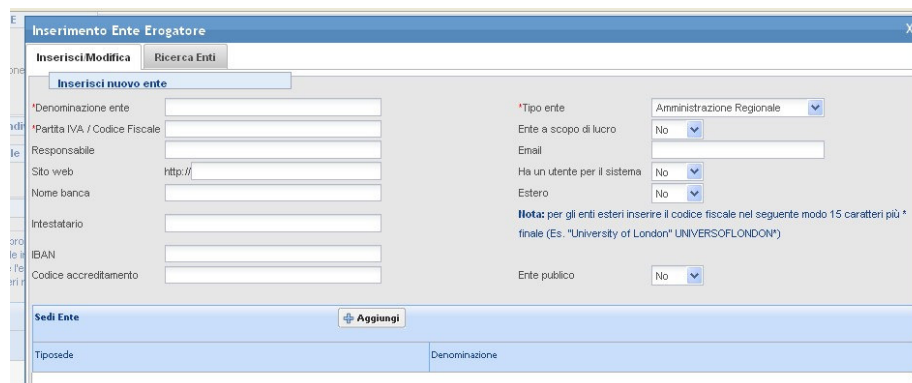 Inserimento Ente Erogatore X
Inserisci/Modifica Ricerca Enti
Inserisci nuovo ente
*Denominazione ente *Tipo ente Amministrazione Regionale
*Partita IVA / Codice Fiscale Ente a scopo di lucro No
Responsabile Email
Sito web http:// Ha un utente per il sistema No
Nome banca Estero No
Intestatario Nota: per gli enti esteri inserire il codice fiscale nel seguente modo 15 caratteri più *
finale (Es. "University of London" UNIVERSOFLONDON*)
IBAN
Codice accreditamento Ente publico No
Sedi Ente Aggiungi
Tiposede Denominazione